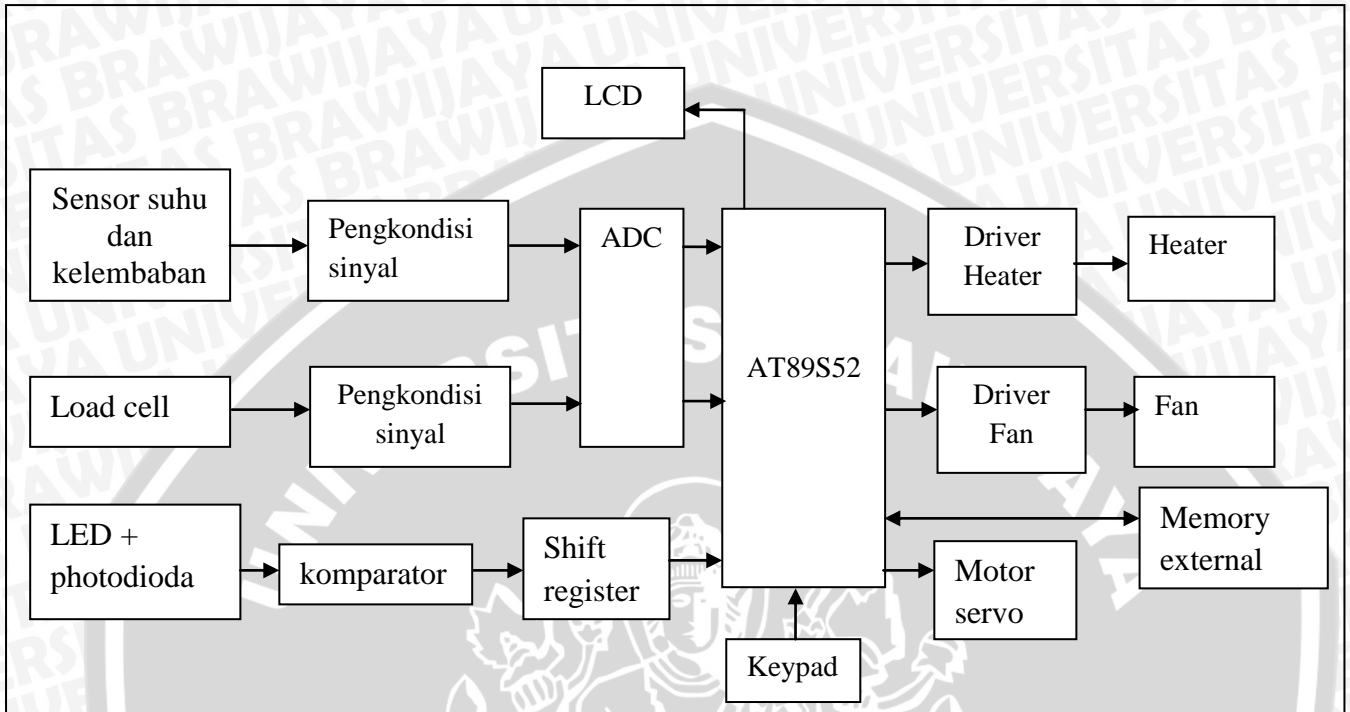 LCD
Sensor suhu
dan
kelembaban
Pengkondisi
sinyal
ADC
AT89S52
Driver
Heater
Heater
Load cell
Pengkondisi
sinyal
Driver
Fan
Fan
LED +
photodioda
komparator
Shift
register
Memory
external
Motor
servo
Keypad